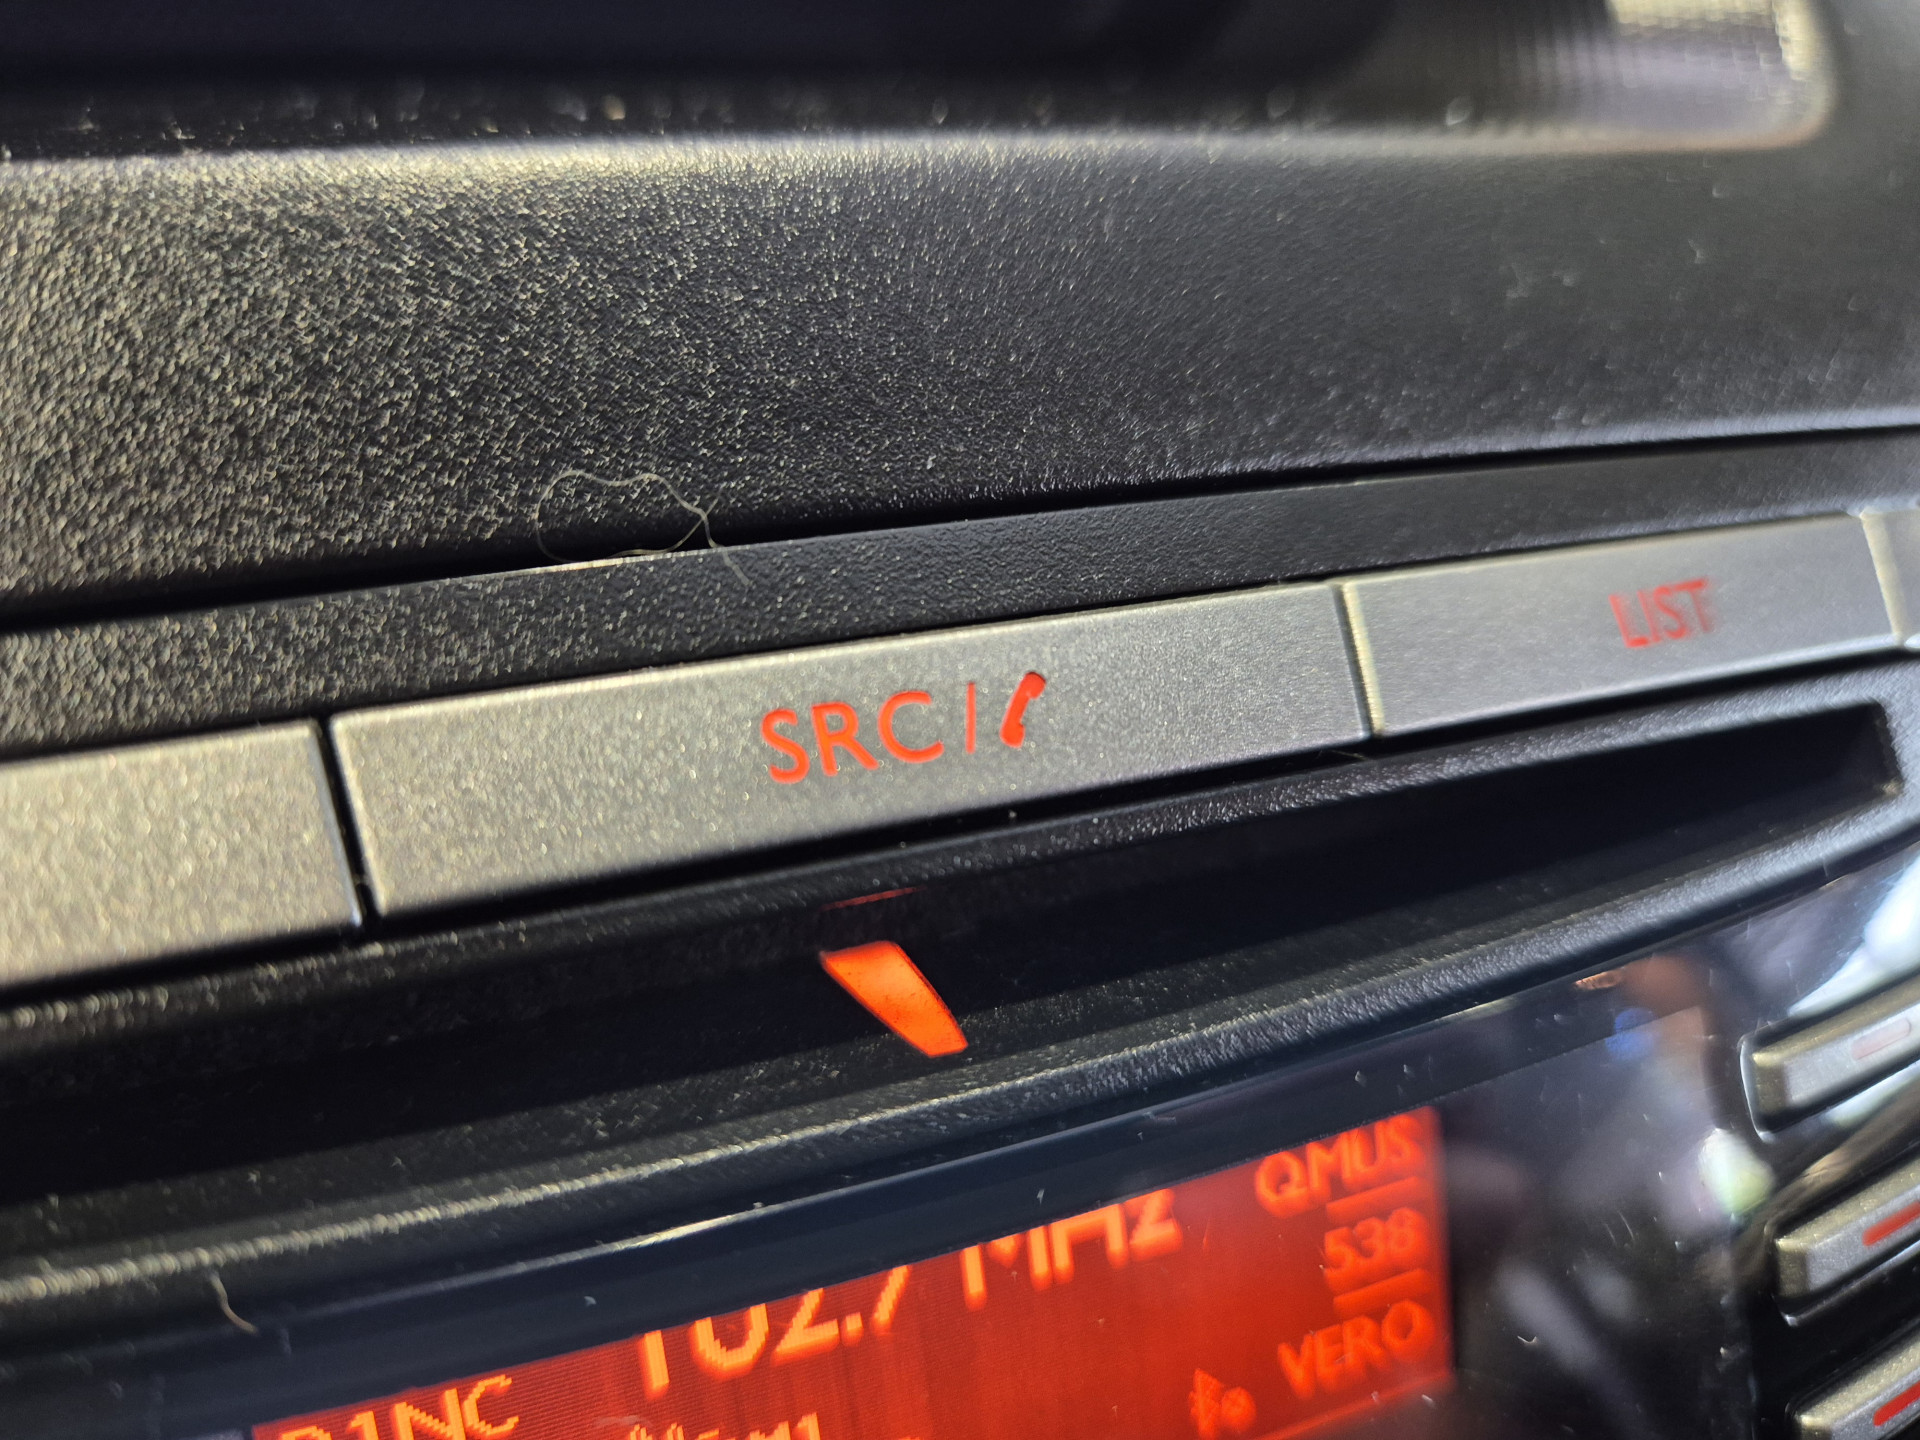 SRC/
LIST
QMUS
102.7 MHz
538
VERO